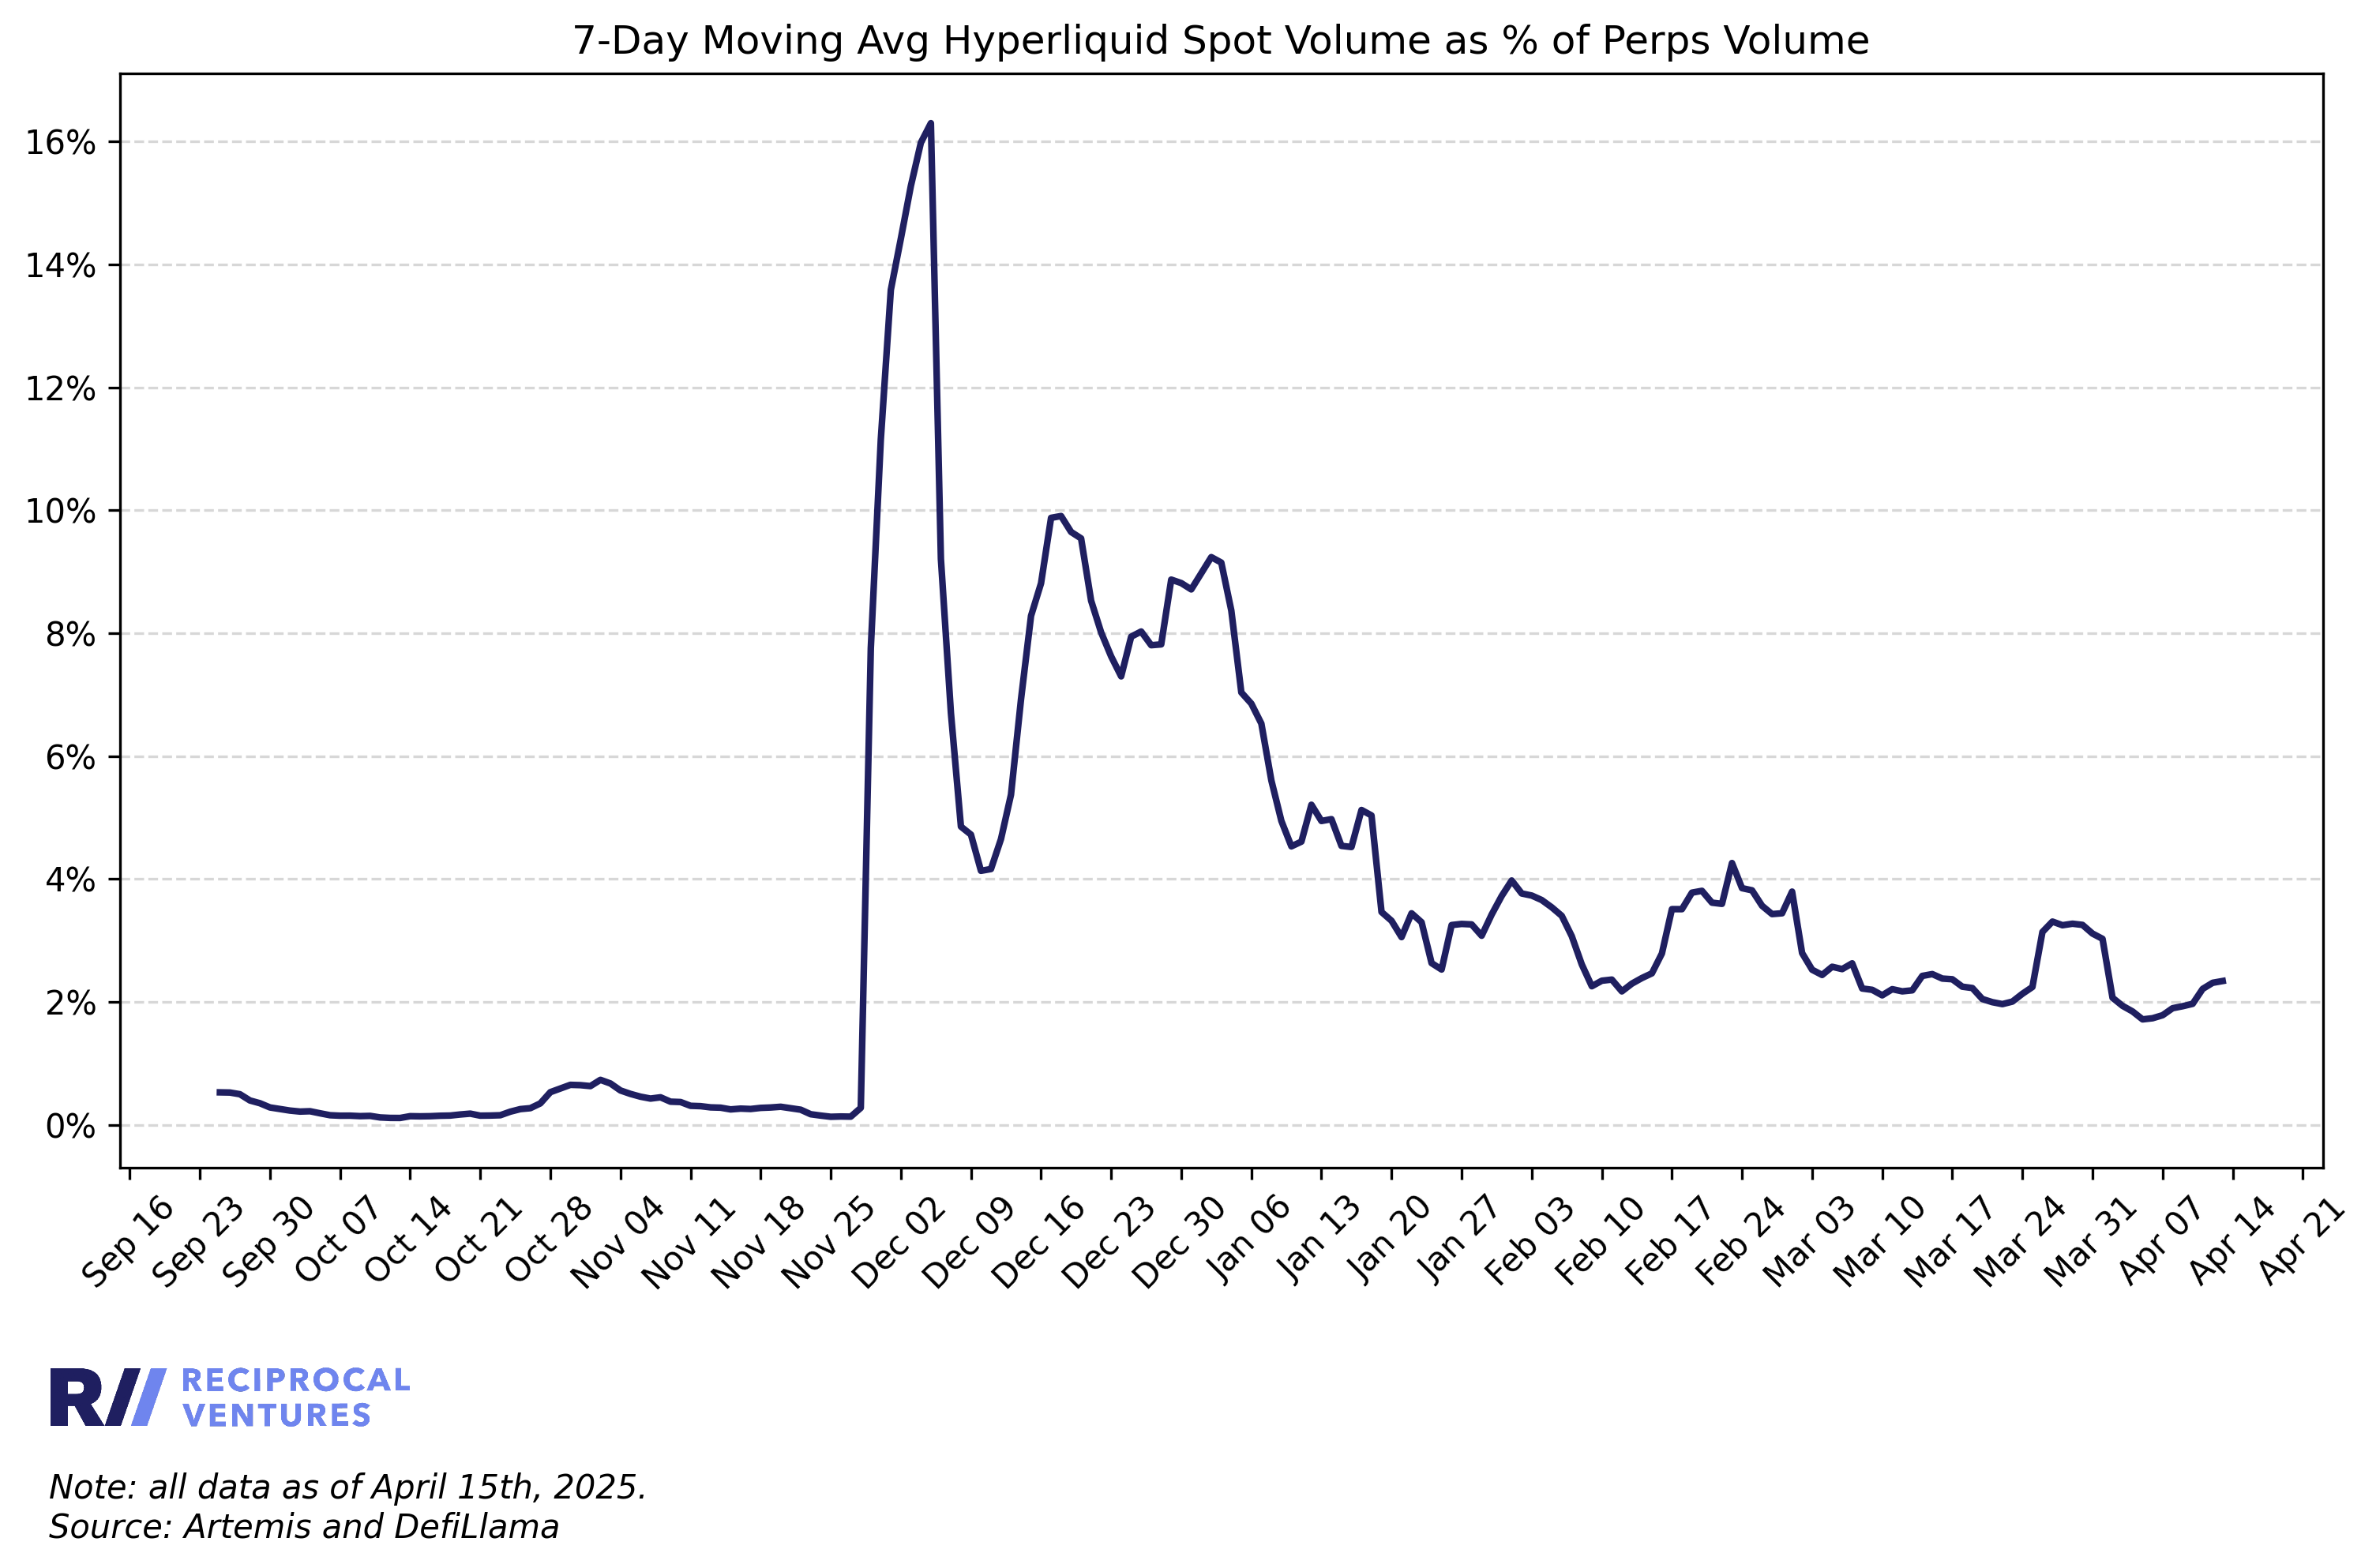 7-Day Moving Avg Hyperliquid Spot Volume as % of Perps Volume
16%
14%
12%
10%
8%
6%
4%
2%
0%
Sep 16
Sep 23
Sep 30
Oct 07
Oct 14
Oct 21
Oct 28
Nov 04
Nov 11
Nov 18
Nov 25
Dec 02
Dec 09
Dec 16
Dec 23
Dec 30
Jan 06
Jan 13
Jan 20
Jan 27
Feb 03
Feb 10
Feb 17
Feb 24
Mar 03
Mar 10
Mar 17
Mar 24
Mar 31
Apr 07
Apr 14
Apr 21
R// RECIPROCAL
VENTURES
Note: all data as of April 15th, 2025.
Source: Artemis and DefiLlama